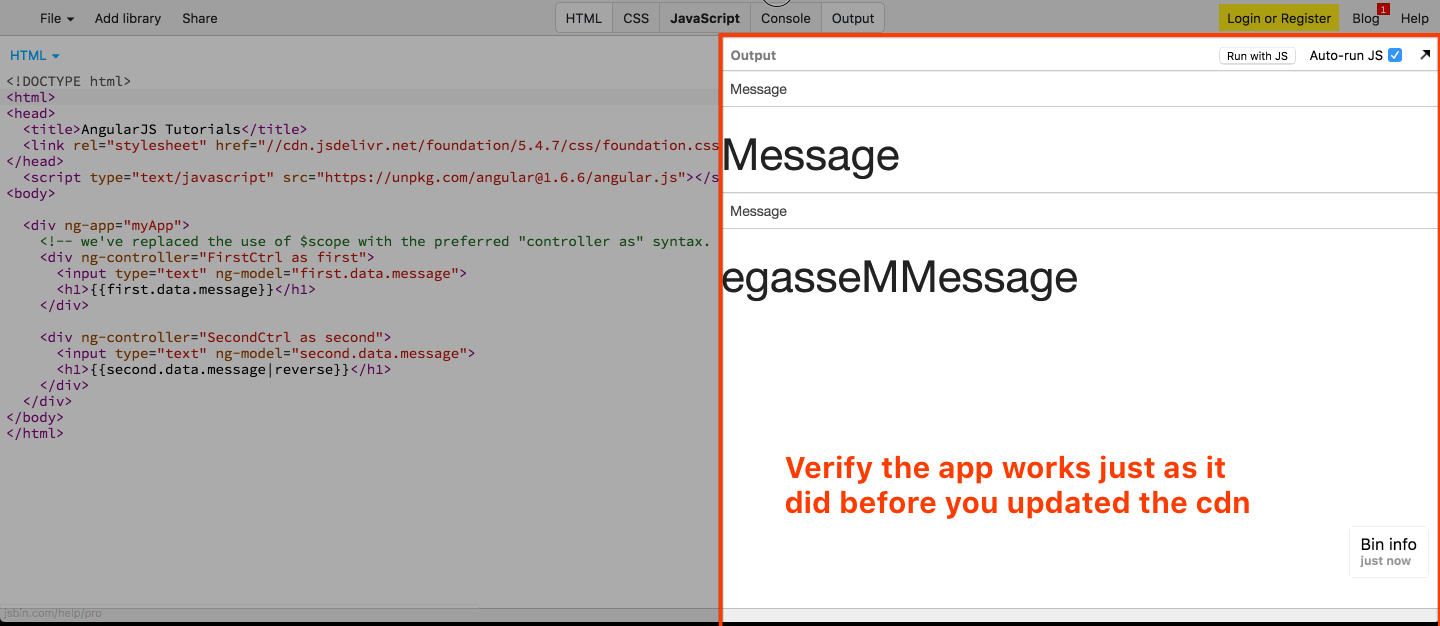 File Add library Share HTML CSS JavaScript Console Output Login or Register Blog 1 Help
HTML
<!DOCTYPE html>
<html>
<head>
<title>AngularJS Tutorials</title>
<link rel="stylesheet" href="//cdn.jsdelivr.net/foundation/5.4.7/css/foundation.css
</head>
<script type="text/javascript" src="https://unpkg.com/angular@1.6.6/angular.js"></s
<body>
<div ng-app="myApp">
<!-- we've replaced the use of $scope with the preferred "controller as" syntax.
<div ng-controller="FirstCtrl as first">
<input type="text" ng-model="first.data.message">
<h1>{{first.data.message}}</h1>
</div>
<div ng-controller="SecondCtrl as second">
<input type="text" ng-model="second.data.message">
<h1>{{second.data.message|reverse}}</h1>
</div>
</div>
</body>
</html>
jsbin.com/help/pro
Output Run with JS Auto-run JS
Message
Message
Message
egasseMMessage
Verify the app works just as it
did before you updated the cdn
Bin info
just now